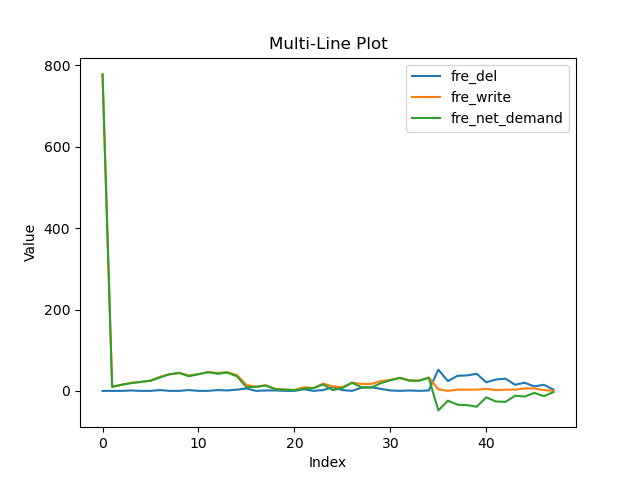 Multi-Line Plot
800
600
400
200
0
Value
fre_del
fre_write
fre_net_demand
0 10 20 30 40
Index